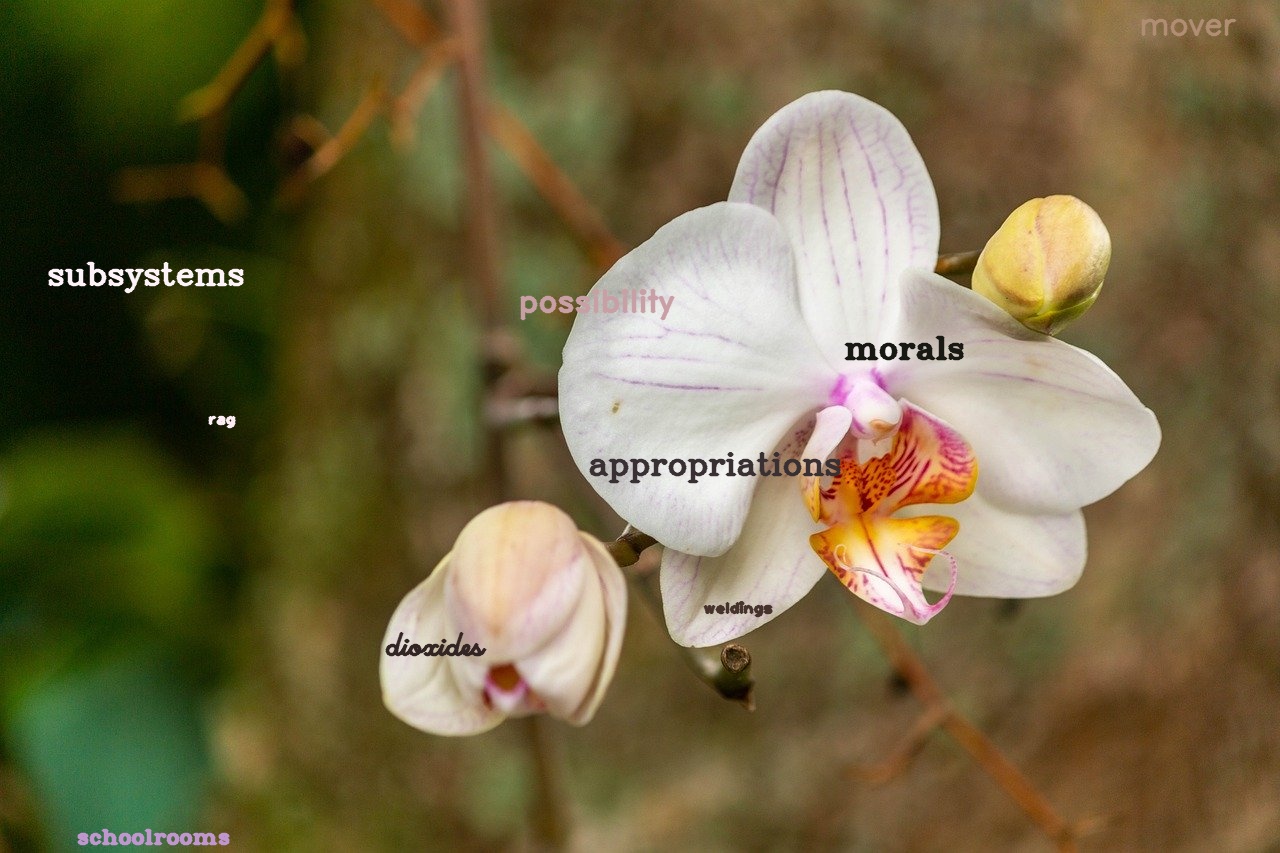 mover
subsystems
possibility
morals
rag
appropriations
weldings
dioxides
schoolrooms